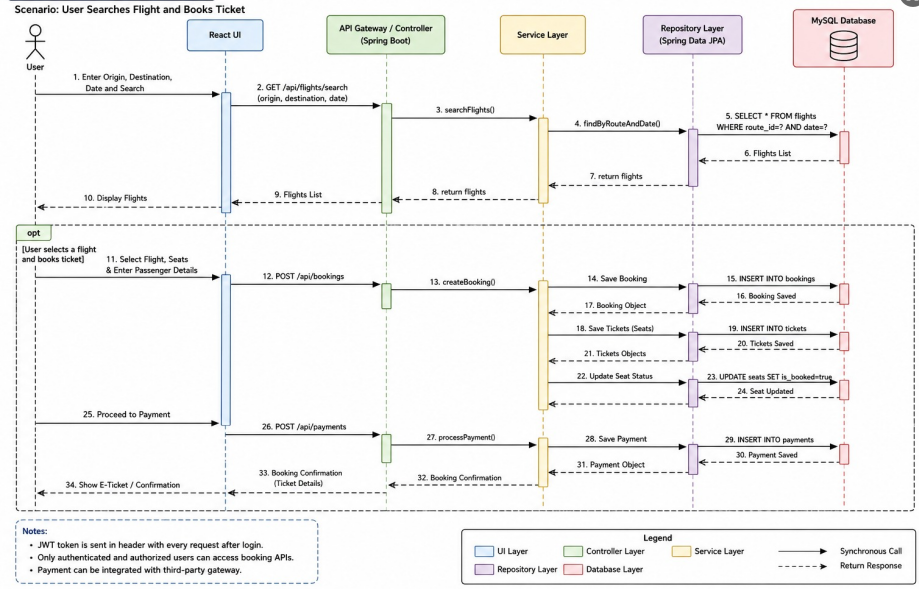 Scenario: User Searches Flight and Books Ticket
User
React UI
API Gateway / Controller
(Spring Boot)
Service Layer
Repository Layer
(Spring Data JPA)
MySQL Database
1. Enter Origin, Destination,
Date and Search
2. GET /api/flights/search
(origin, destination, date)
3. searchFlights()
4. findByRouteAndDate()
5. SELECT * FROM flights
WHERE route_id=? AND date=?
6. Flights List
7. return flights
8. return flights
9. Flights List
10. Display Flights
opt
[User selects a flight
and books ticket]
11. Select Flight, Seats
& Enter Passenger Details
12. POST /api/bookings
13. createBooking()
14. Save Booking
15. INSERT INTO bookings
16. Booking Saved
17. Booking Object
18. Save Tickets (Seats)
19. INSERT INTO tickets
20. Tickets Saved
21. Tickets Objects
22. Update Seat Status
23. UPDATE seats SET is_booked=true
24. Seat Updated
25. Proceed to Payment
26. POST /api/payments
27. processPayment()
28. Save Payment
29. INSERT INTO payments
30. Payment Saved
31. Payment Object
32. Booking Confirmation
33. Booking Confirmation
(Ticket Details)
34. Show E-Ticket / Confirmation
Notes:
• JWT token is sent in header with every request after login.
• Only authenticated and authorized users can access booking APIs.
• Payment can be integrated with third-party gateway.
Legend
UI Layer
Controller Layer
Service Layer
Synchronous Call
Repository Layer
Database Layer
Return Response